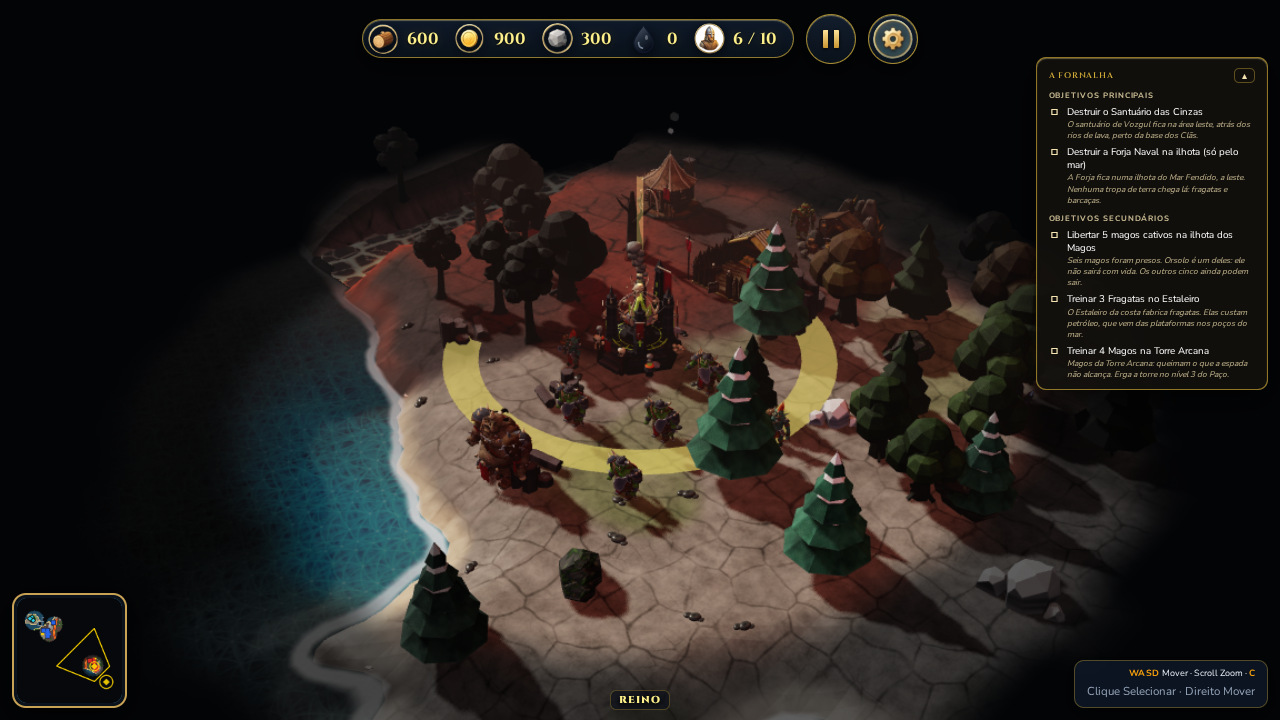 600 900 300 0 6 / 10
A FORNALHA
▲
OBJETIVOS PRINCIPAIS
Destruir o Santuário das Cinzas
O santuário de Vozgul fica na área leste, atrás dos
rios de lava, perto da base dos Clãs.
Destruir a Forja Naval na ilhota (só pelo
mar)
A Forja fica numa ilhota do Mar Fendido, a leste.
Nenhuma tropa de terra chega lá: fragatas e
barcaças.
OBJETIVOS SECUNDÁRIOS
Libertar 5 magos cativos na ilhota dos
Magos
Seis magos foram presos. Orsolo é um deles: ele
não sairá com vida. Os outros cinco ainda podem
sair.
Treinar 3 Fragatas no Estaleiro
O Estaleiro da costa fabrica fragatas. Elas custam
petróleo, que vem das plataformas nos poços do
mar.
Treinar 4 Magos na Torre Arcana
Magos da Torre Arcana: queimam o que a espada
não alcança. Erga a torre no nível 3 do Paço.
WASD Mover · Scroll Zoom · C
Clique Selecionar · Direito Mover
REINO